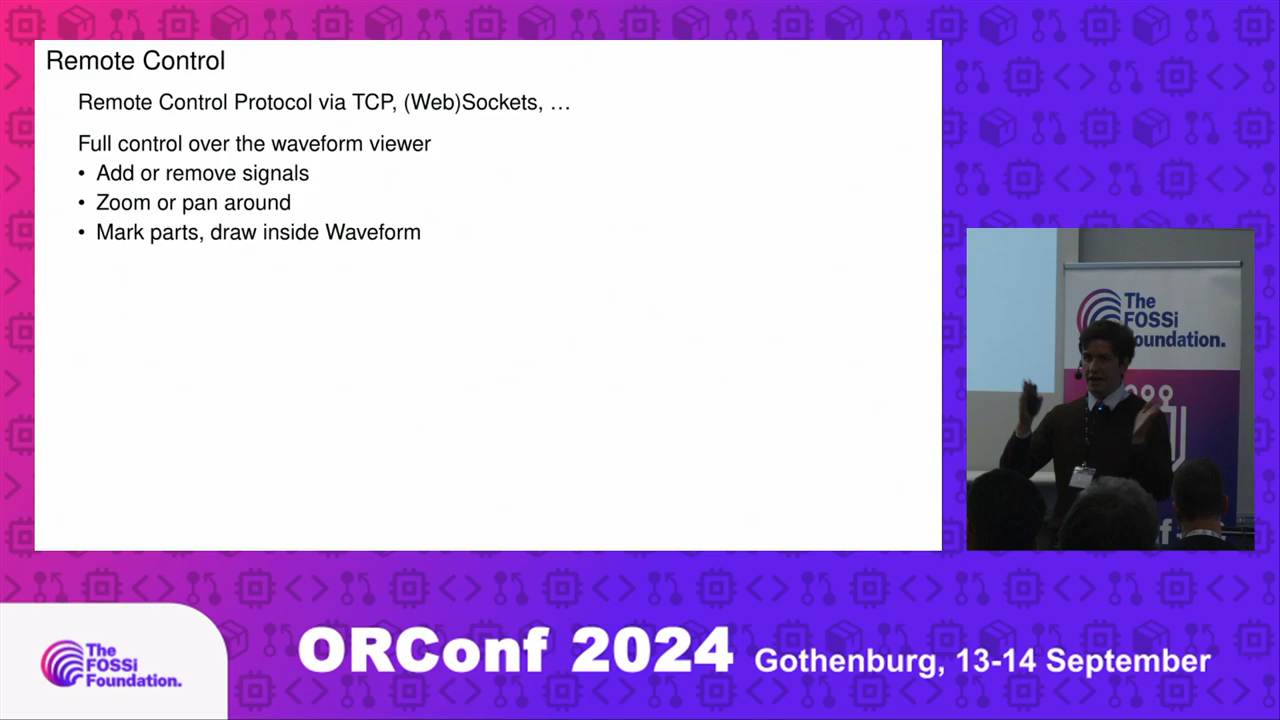 Remote Control
Remote Control Protocol via TCP, (Web)Sockets, …
Full control over the waveform viewer
• Add or remove signals
• Zoom or pan around
• Mark parts, draw inside Waveform
The
FOSSi
oundation.
The
FOSSi
Foundation.
ORConf 2024
Gothenburg, 13-14 September